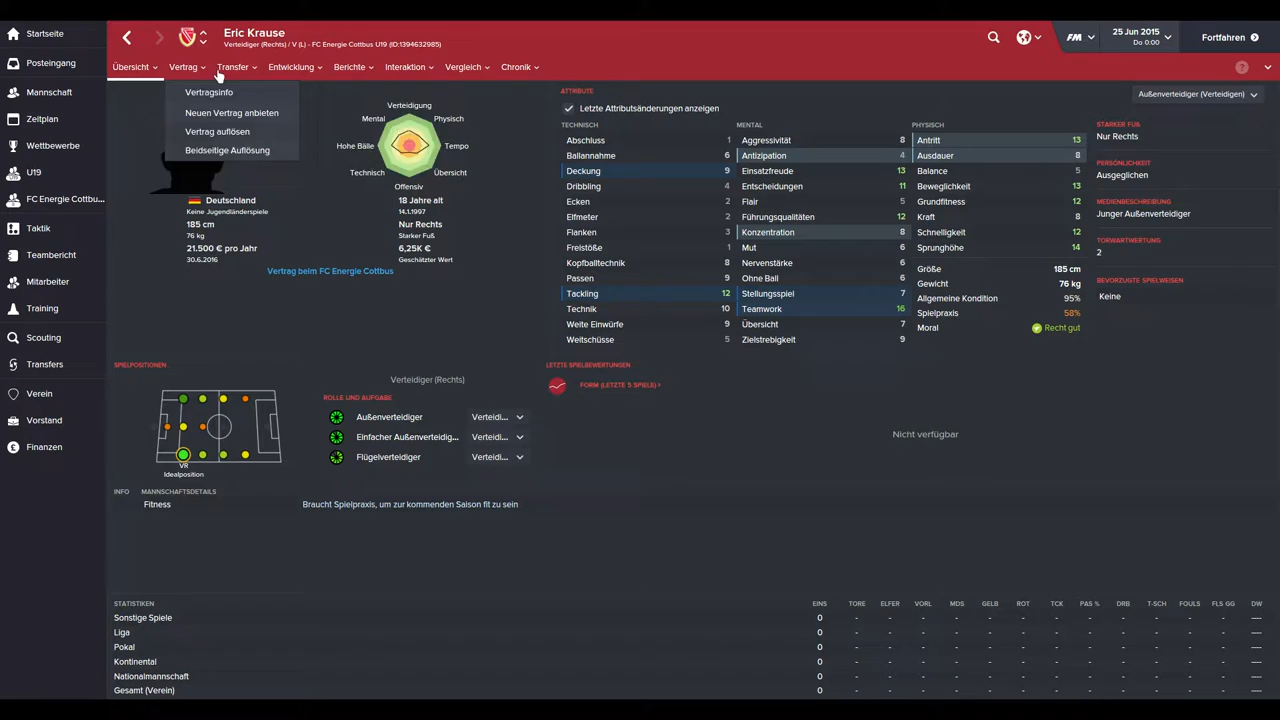 Startseite
Posteingang
Mannschaft
Zeitplan
Wettbewerbe
U19
FC Energie Cottbu...
Taktik
Teambericht
Mitarbeiter
Training
Scouting
Transfers
Verein
Vorstand
Finanzen
Eric Krause
Verteidiger (Rechts) / V (L) - FC Energie Cottbus U19 (ID:1394632985)
FM
25 Jun 2015
Do 0:00
Fortfahren
Übersicht Vertrag Transfer Entwicklung Berichte Interaktion Vergleich Chronik
?
Vertragsinfo
Neuen Vertrag anbieten
Vertrag auflösen
Beidseitige Auflösung
Deutschland
Keine Jugendländerspiele
185 cm
76 kg
21.500 € pro Jahr
30.6.2016
18 Jahre alt
14.1.1997
Nur Rechts
Starker Fuß
6,25K €
Geschätzter Wert
Vertrag beim FC Energie Cottbus
Verteidigung
Mental
Physisch
Hohe Bälle
Tempo
Technisch
Übersicht
Offensiv
ATTRIBUTE
Letzte Attributsänderungen anzeigen
Außenverteidiger (Verteidigen)
TECHNISCH
Abschluss 1
Ballannahme 6
Deckung 9
Dribbling 4
Ecken 2
Elfmeter 2
Flanken 3
Freistöße 1
Kopfballtechnik 8
Passen 9
Tackling 12
Technik 10
Weite Einwürfe 9
Weitschüsse 5
MENTAL
Aggressivität 8
Antizipation 4
Einsatzfreude 13
Entscheidungen 11
Flair 5
Führungsqualitäten 12
Konzentration 8
Mut 6
Nervenstärke 6
Ohne Ball 6
Stellungsspiel 7
Teamwork 16
Übersicht 7
Zielstrebigkeit 9
PHYSISCH
Antritt 13
Ausdauer 8
Balance 5
Beweglichkeit 13
Grundfitness 12
Kraft 8
Schnelligkeit 12
Sprunghöhe 14
Größe 185 cm
Gewicht 76 kg
Allgemeine Kondition 95%
Spielpraxis 58%
Moral Recht gut
STARKER FUß
Nur Rechts
PERSÖNLICHKEIT
Ausgeglichen
MEDIENBESCHREIBUNG
Junger Außenverteidiger
TORWARTWERTUNG
2
BEVORZUGTE SPIELWEISEN
Keine
SPIELPOSITIONEN
VR
Idealposition
Verteidiger (Rechts)
ROLLE UND AUFGABE
Außenverteidiger Verteidi...
Einfacher Außenverteidig... Verteidi...
Flügelverteidiger Verteidi...
LETZTE SPIELBEWERTUNGEN
FORM (LETZTE 5 SPIELE) >
Nicht verfügbar
INFO MANNSCHAFTSDETAILS
Fitness Braucht Spielpraxis, um zur kommenden Saison fit zu sein
STATISTIKEN EINS TORE ELFER VORL MDS GELB ROT TCK PAS % DRB T-SCH FOULS FLS GG DW
Sonstige Spiele 0 - - - - - - - - - - - - ----
Liga 0 - - - - - - - - - - - - ----
Pokal 0 - - - - - - - - - - - - ----
Kontinental 0 - - - - - - - - - - - - ----
Nationalmannschaft 0 - - - - - - - - - - - - ----
Gesamt (Verein) 0 - - - - - - - - - - - - ----